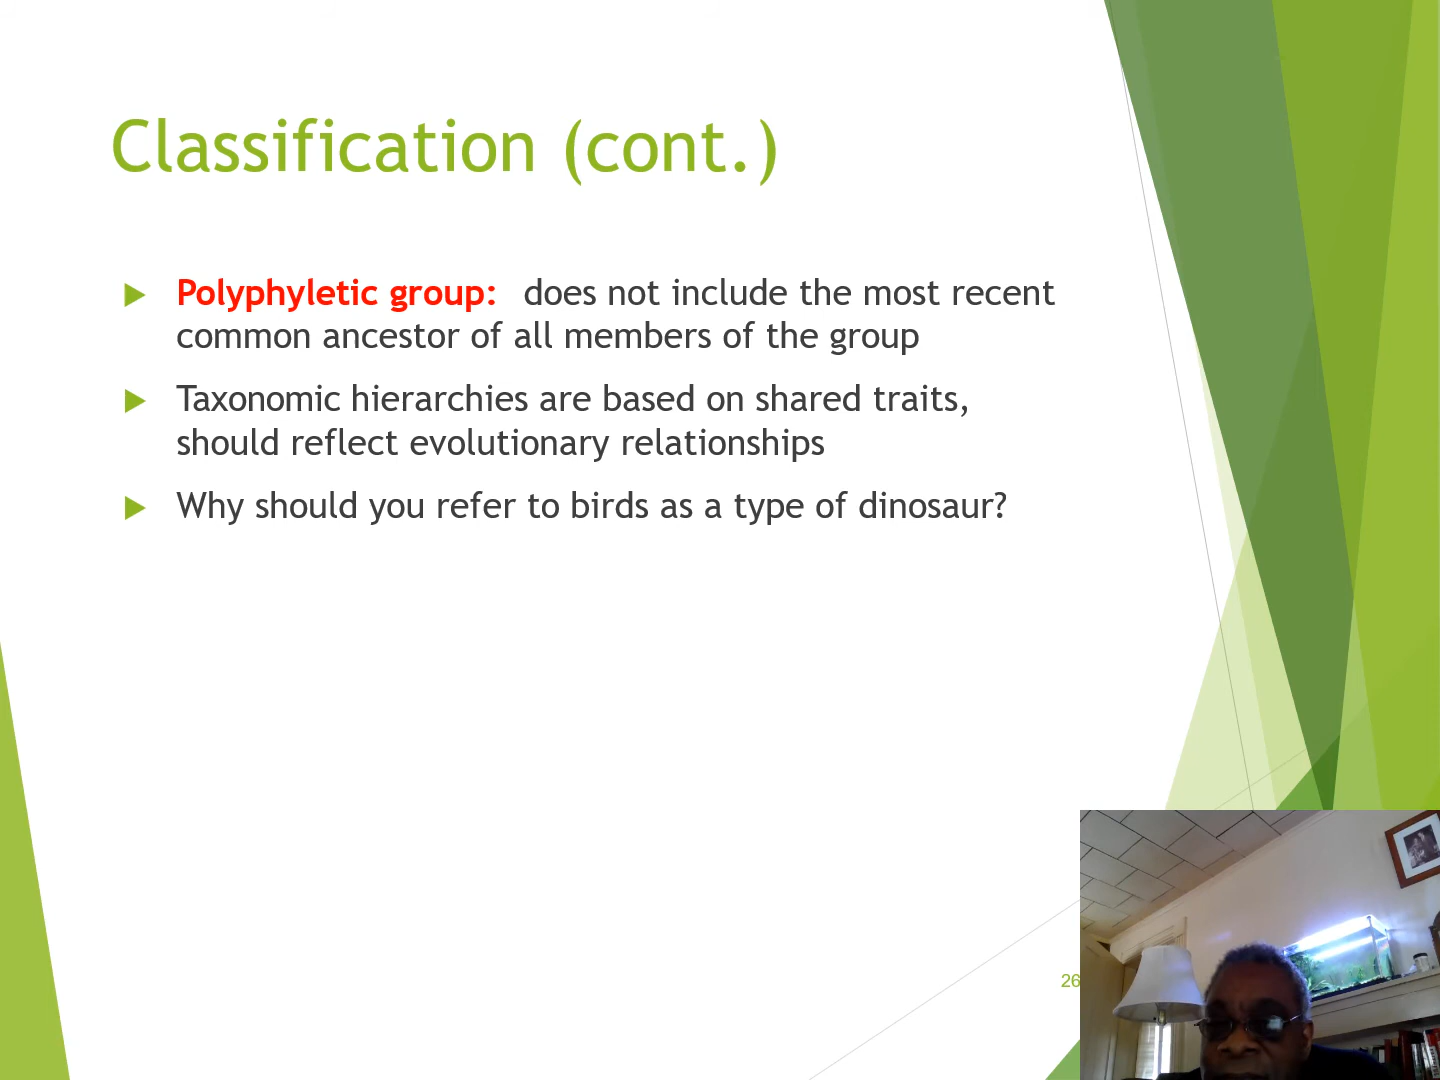 Classification (cont.)
Polyphyletic group: does not include the most recent
common ancestor of all members of the group
Taxonomic hierarchies are based on shared traits,
should reflect evolutionary relationships
Why should you refer to birds as a type of dinosaur?
26